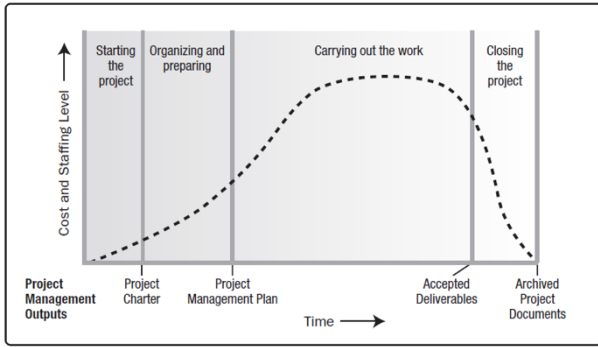 Starting
the
project
Organizing and
preparing
Carrying out the work
Closing
the
project
Cost and Staffing Level
Project
Management
Outputs
Project
Charter
Project
Management Plan
Accepted
Deliverables
Archived
Project
Documents
Time